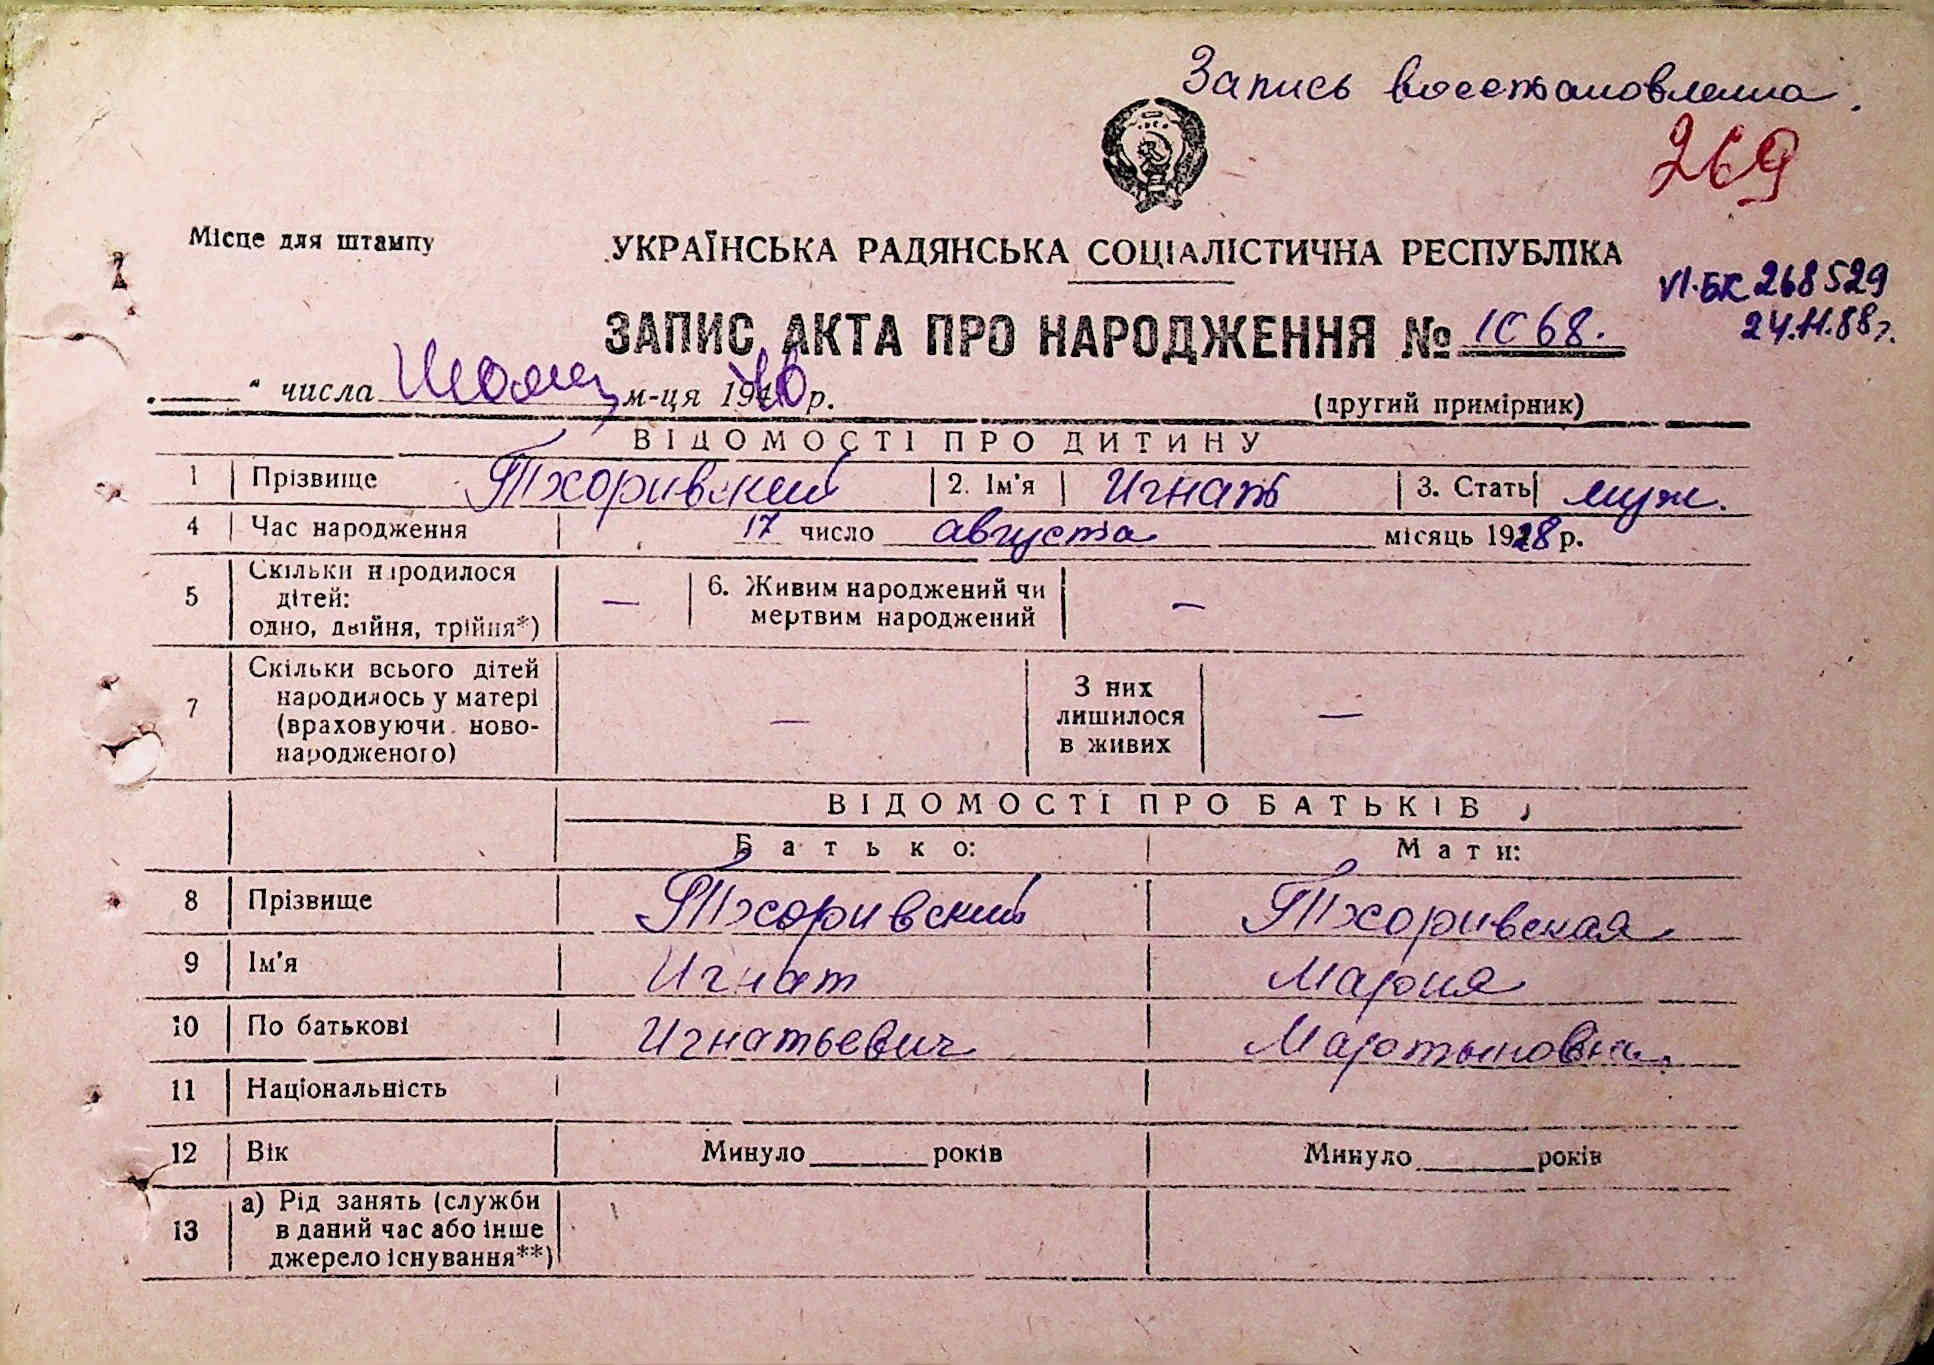 Запись восстановленна.
269
Місце для штампу
УКРАЇНСЬКА РАДЯНСЬКА СОЦІАЛІСТИЧНА РЕСПУБЛІКА
VI-БК 268529
24.11.88г.
ЗАПИС АКТА ПРО НАРОДЖЕННЯ № 1068.
" числа м-ця 1940 р.
(другий примірник)
ВІДОМОСТІ ПРО ДИТИНУ
1 Прізвище Тхоривский 2. Ім'я Игнат 3. Стать муж.
4 Час народження 17 число августа місяць 1928 р.
5 Скільки народилося дітей: одно, двійня, трійня*) — 6. Живим народжений чи мертвим народжений —
7 Скільки всього дітей народилось у матері (враховуючи новонародженого) — З них лишилося в живих —
ВІДОМОСТІ ПРО БАТЬКІВ
Батько: Мати:
8 Прізвище Тхоривский Тхоривская
9 Ім'я Игнат Мария
10 По батькові Игнатьевич Мартыновна
11 Національність
12 Вік Минуло років Минуло років
13 а) Рід занять (служби в даний час або інше джерело існування**)